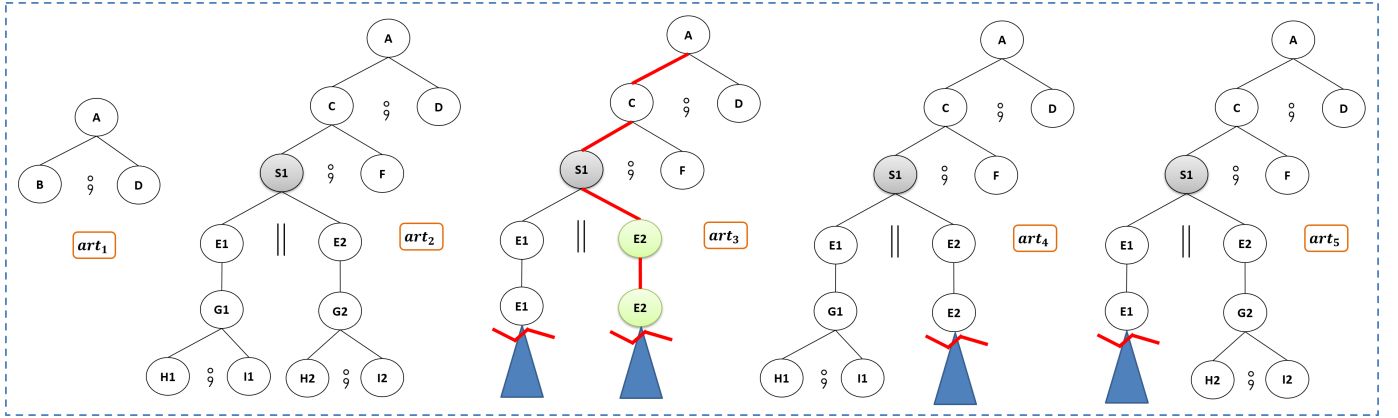 A
B
D
art1
A
C
D
S1
F
E1
E2
art2
G1
G2
H1
I1
H2
I2
A
C
D
S1
F
E1
E2
art3
E1
E2
A
C
D
S1
F
E1
E2
art4
G1
E2
H1
I1
A
C
D
S1
F
E1
E2
art5
E1
G2
H2
I2